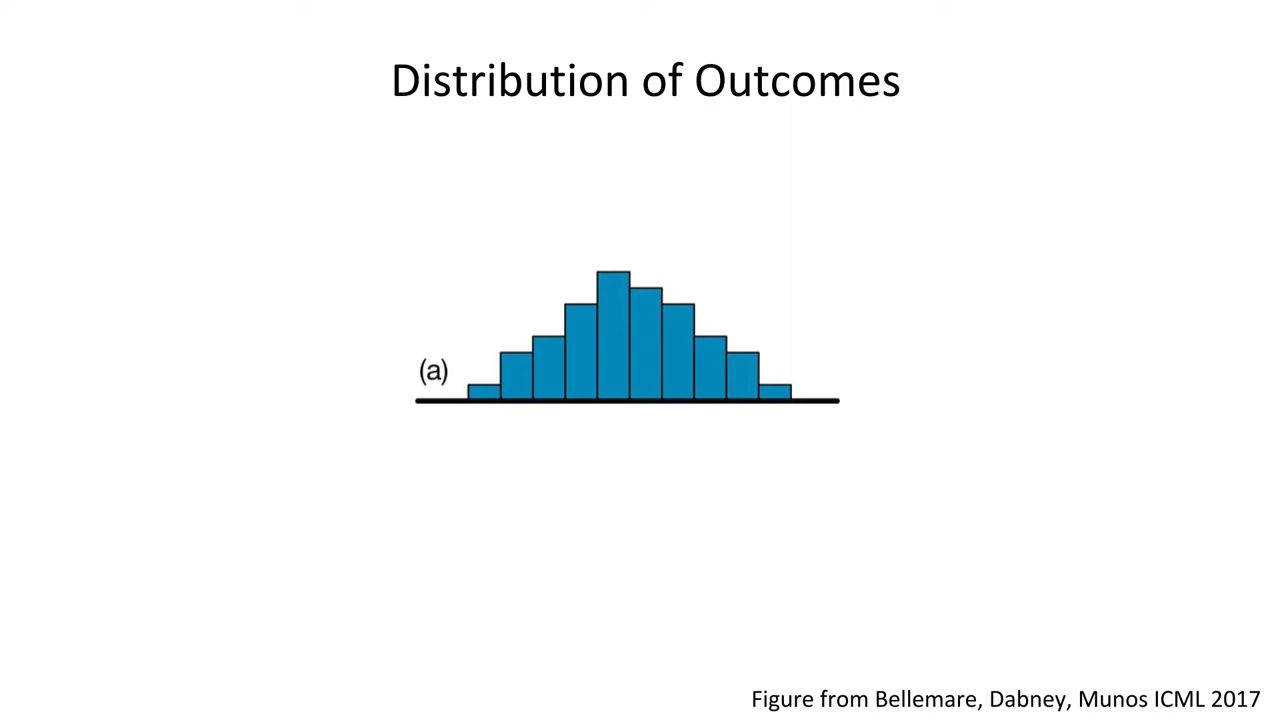 Distribution of Outcomes
(a)
Figure from Bellemare, Dabney, Munos ICML 2017